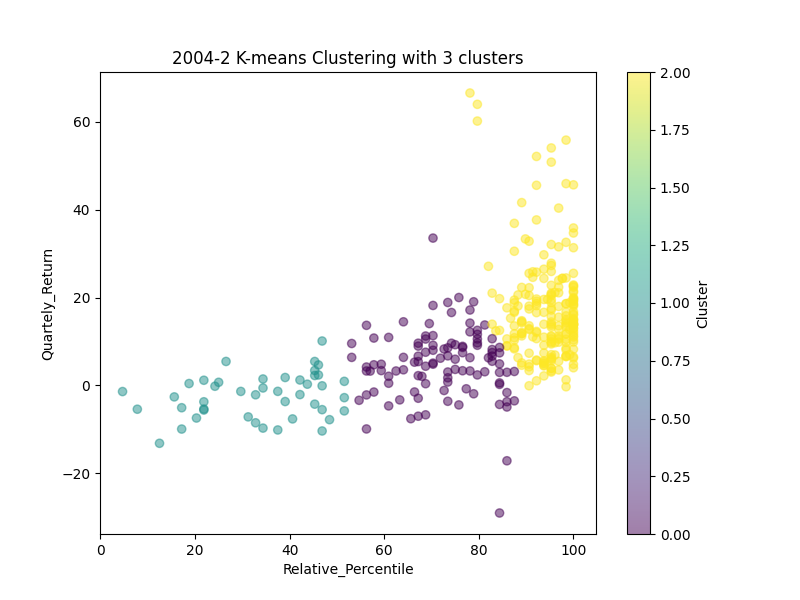 2004-2 K-means Clustering with 3 clusters
60
40
20
0
−20
Quartely_Return
0 20 40 60 80 100
Relative_Percentile
2.00
1.75
1.50
1.25
1.00
0.75
0.50
0.25
0.00
Cluster